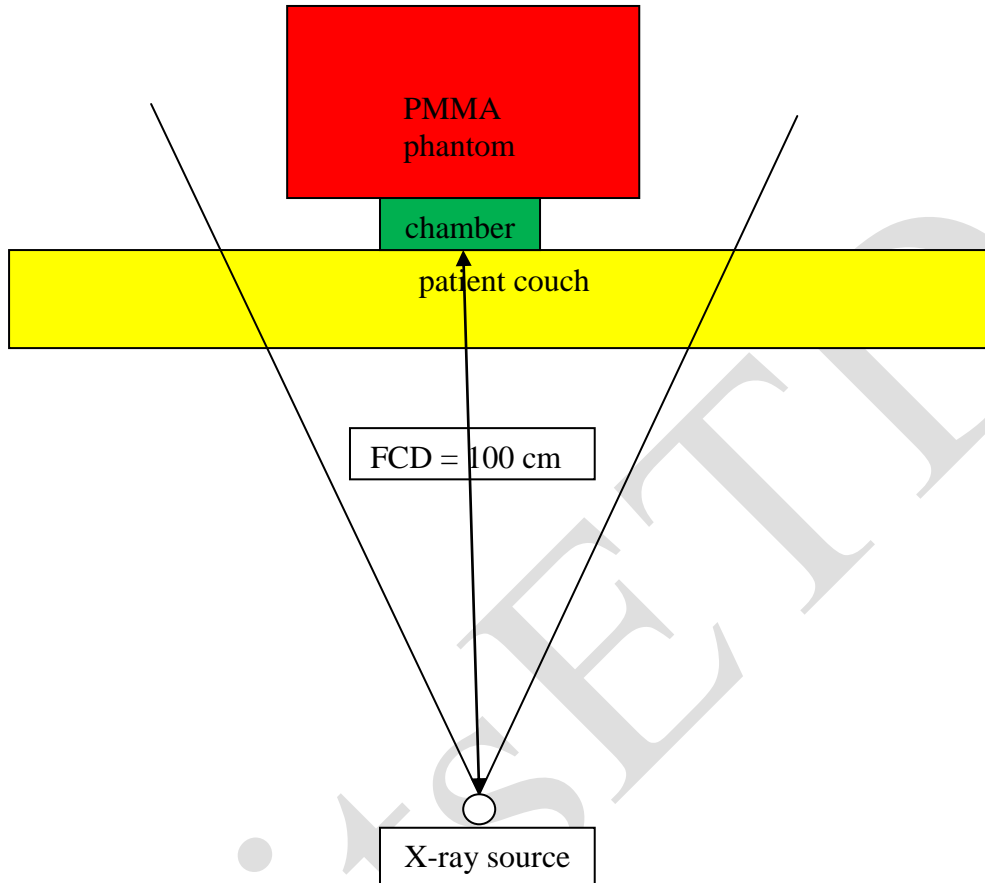 PMMA
phantom
chamber
patient couch
FCD = 100 cm
X-ray source